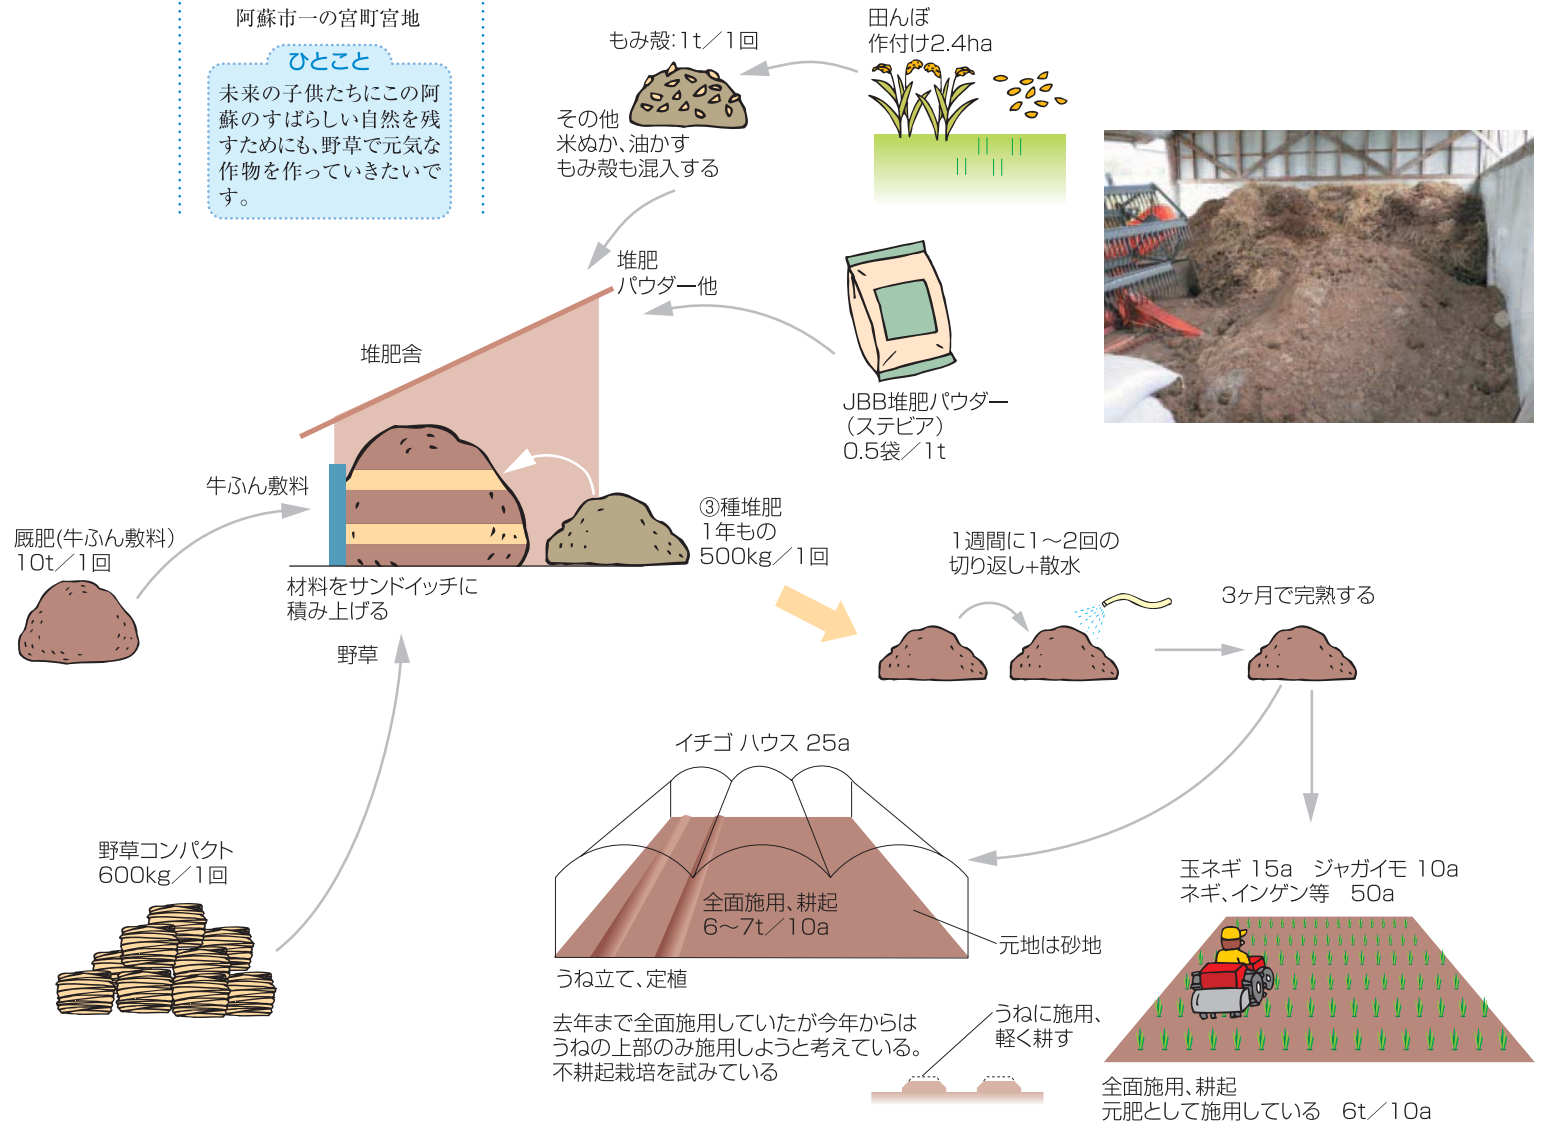 阿蘇市一の宮町宮地
ひとこと
未来の子供たちにこの阿
蘇のすばらしい自然を残
すためにも、野草で元気な
作物を作っていきたいで
す。
もみ殻:1t／1回
田んぼ
作付け2.4ha
その他
米ぬか、油かす
もみ殻も混入する
堆肥
パウダー他
堆肥舎
JBB堆肥パウダー
（ステビア）
0.5袋／1t
牛ふん敷料
厩肥(牛ふん敷料）
10t／1回
③種堆肥
1年もの
500kg／1回
材料をサンドイッチに
積み上げる
野草
1週間に1～2回の
切り返し+散水
3ヶ月で完熟する
野草コンパクト
600kg／1回
イチゴ ハウス 25a
全面施用、耕起
6～7t／10a
元地は砂地
うね立て、定植
去年まで全面施用していたが今年からは
うねの上部のみ施用しようと考えている。
不耕起栽培を試みている
うねに施用、
軽く耕す
玉ネギ 15a　ジャガイモ 10a
ネギ、インゲン等　50a
全面施用、耕起
元肥として施用している　6t／10a